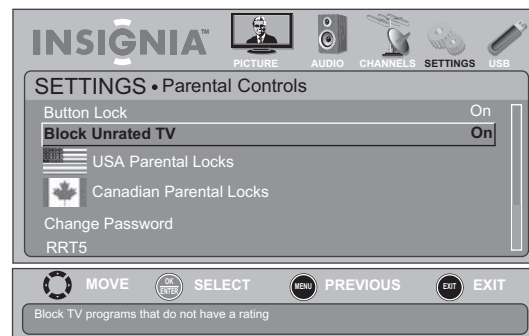 INSIGNIA™
PICTURE AUDIO CHANNELS SETTINGS USB
SETTINGS • Parental Controls
Button Lock On
Block Unrated TV On
USA Parental Locks
Canadian Parental Locks
Change Password
RRT5
MOVE OK ENTER SELECT MENU PREVIOUS EXIT EXIT
Block TV programs that do not have a rating